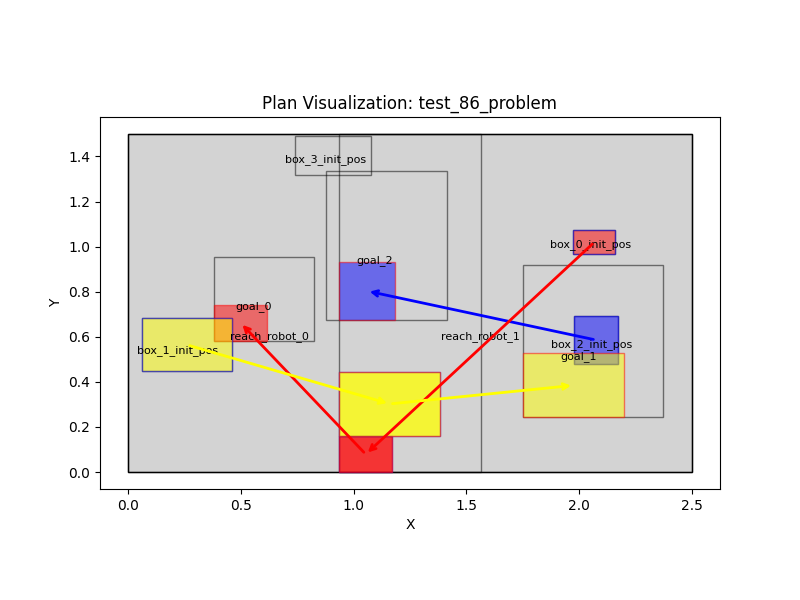 Plan Visualization: test_86_problem
box_3_init_pos
box_0_init_pos
goal_2
goal_0
reach_robot_0
reach_robot_1
box_1_init_pos
box_2_init_pos
goal_1
Y
1.4
1.2
1.0
0.8
0.6
0.4
0.2
0.0
0.0
0.5
1.0
1.5
2.0
2.5
X